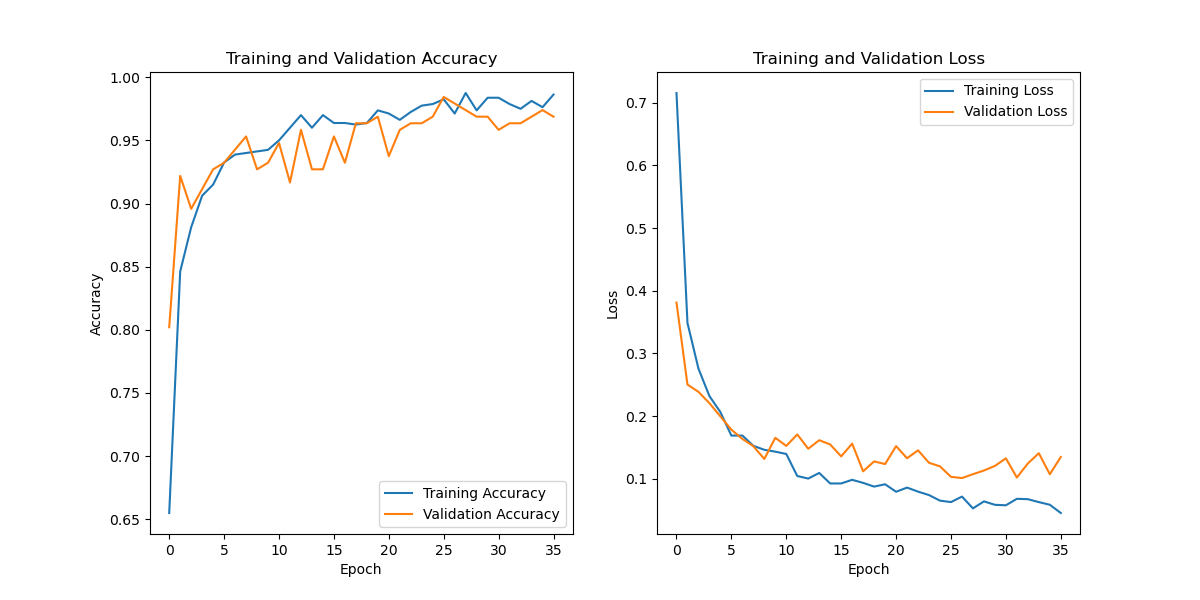 Training and Validation Accuracy
1.00
0.95
0.90
0.85
0.80
0.75
0.70
0.65
Accuracy
0 5 10 15 20 25 30 35
Epoch
Training Accuracy
Validation Accuracy
Training and Validation Loss
0.7
0.6
0.5
0.4
0.3
0.2
0.1
Loss
0 5 10 15 20 25 30 35
Epoch
Training Loss
Validation Loss